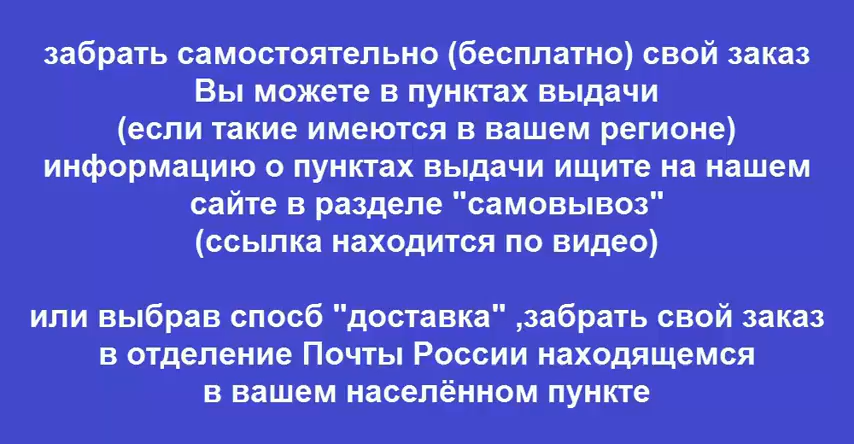 забрать самостоятельно (бесплатно) свой заказ
Вы можете в пунктах выдачи
(если такие имеются в вашем регионе)
информацию о пунктах выдачи ищите на нашем
сайте в разделе "самовывоз"
(ссылка находится по видео)
или выбрав спосб "доставка" ,забрать свой заказ
в отделение Почты России находящемся
в вашем населённом пункте